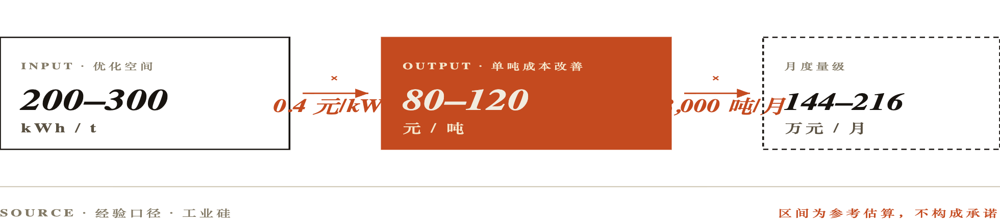 INPUT · 优化空间
200–300
kWh / t
×
0.4 元/kW
OUTPUT · 单吨成本改善
80–120
元 / 吨
×
,000 吨/月
月度量级
144–216
万元 / 月
SOURCE · 经验口径 · 工业硅
区间为参考估算，不构成承诺